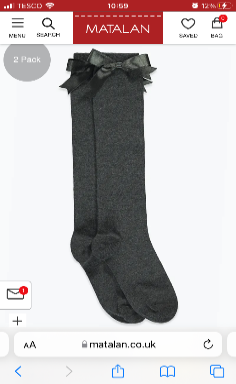 TESCO 10:59 12%
MENU SEARCH MATALAN SAVED BAG
2 Pack
1
+
AA matalan.co.uk